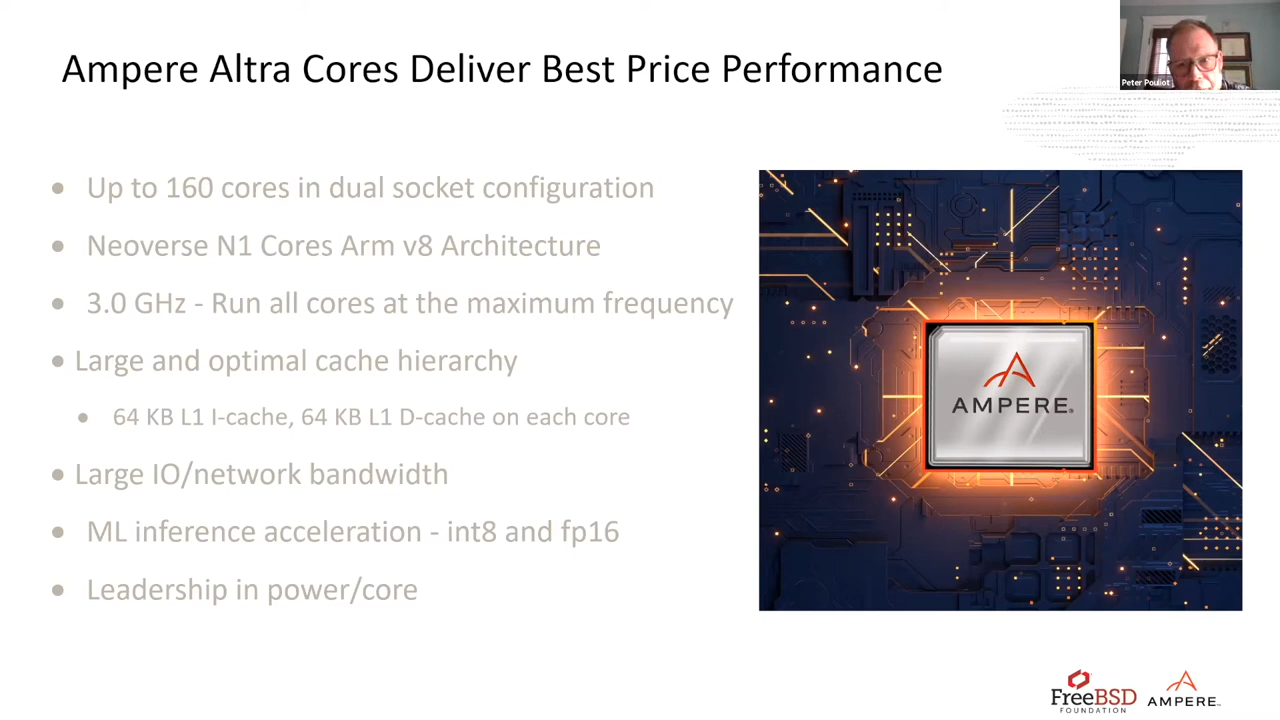 Ampere Altra Cores Deliver Best Price Performance
Peter Pouliot
• Up to 160 cores in dual socket configuration
• Neoverse N1 Cores Arm v8 Architecture
• 3.0 GHz - Run all cores at the maximum frequency
• Large and optimal cache hierarchy
• 64 KB L1 I-cache, 64 KB L1 D-cache on each core
• Large IO/network bandwidth
• ML inference acceleration - int8 and fp16
• Leadership in power/core
AMPERE®
FreeBSD
FOUNDATION
AMPERE™